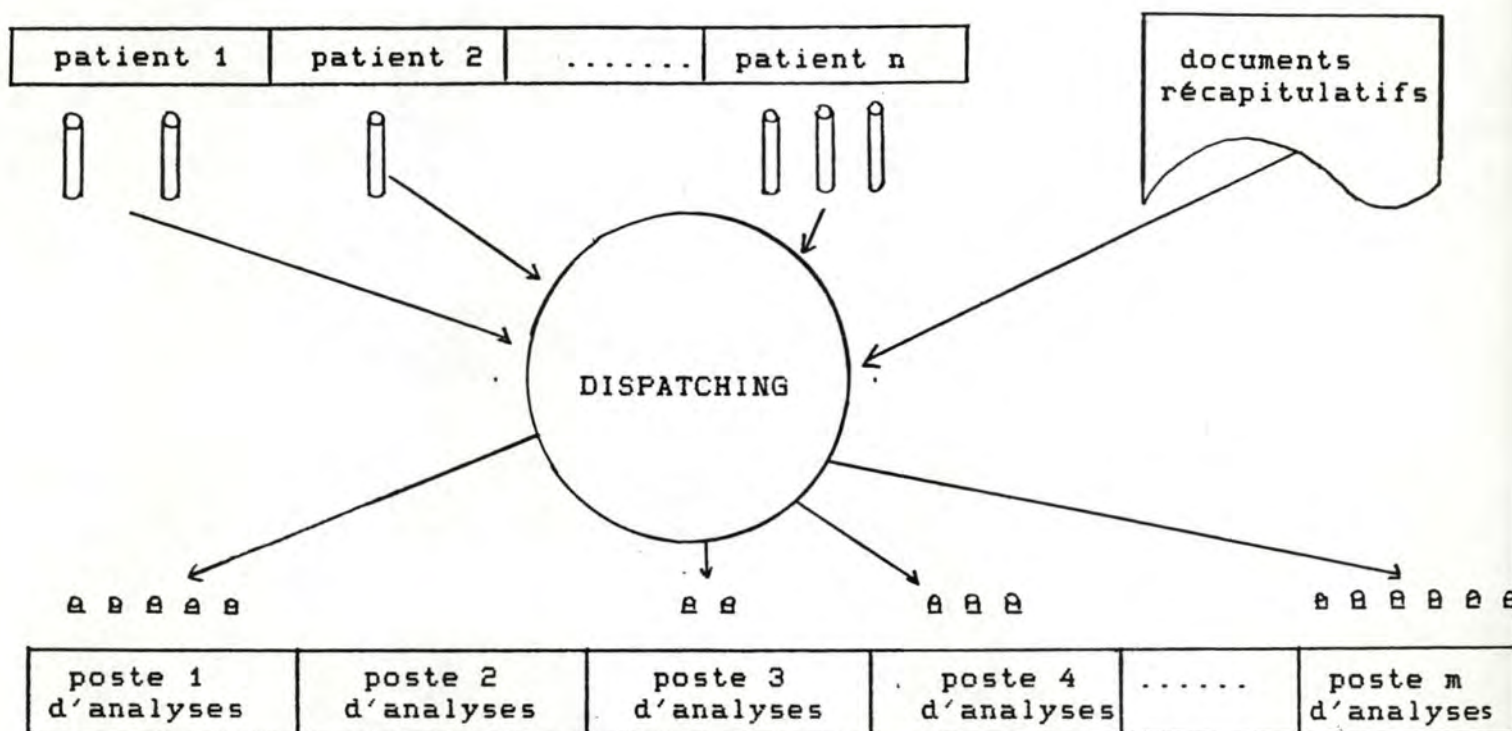 patient 1 patient 2 ....... patient n
documents
récapitulatifs
DISPATCHING
poste 1 poste 2 poste 3 poste 4 ...... poste m
d'analyses d'analyses d'analyses d'analyses d'analyses